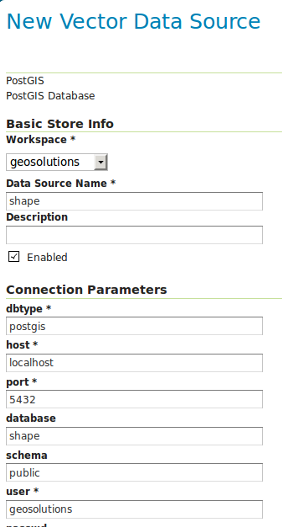 New Vector Data Source
PostGIS
PostGIS Database
Basic Store Info
Workspace *
geosolutions
Data Source Name *
shape
Description
Enabled
Connection Parameters
dbtype *
postgis
host *
localhost
port *
5432
database
shape
schema
public
user *
geosolutions